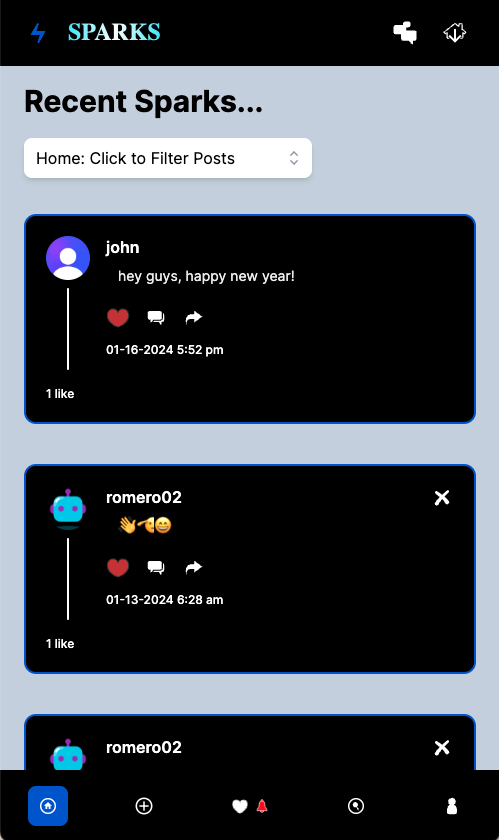 SPARKS
Recent Sparks...
Home: Click to Filter Posts
john
hey guys, happy new year!
01-16-2024 5:52 pm
1 like
romero02
👋🫱😄
01-13-2024 6:28 am
1 like
romero02